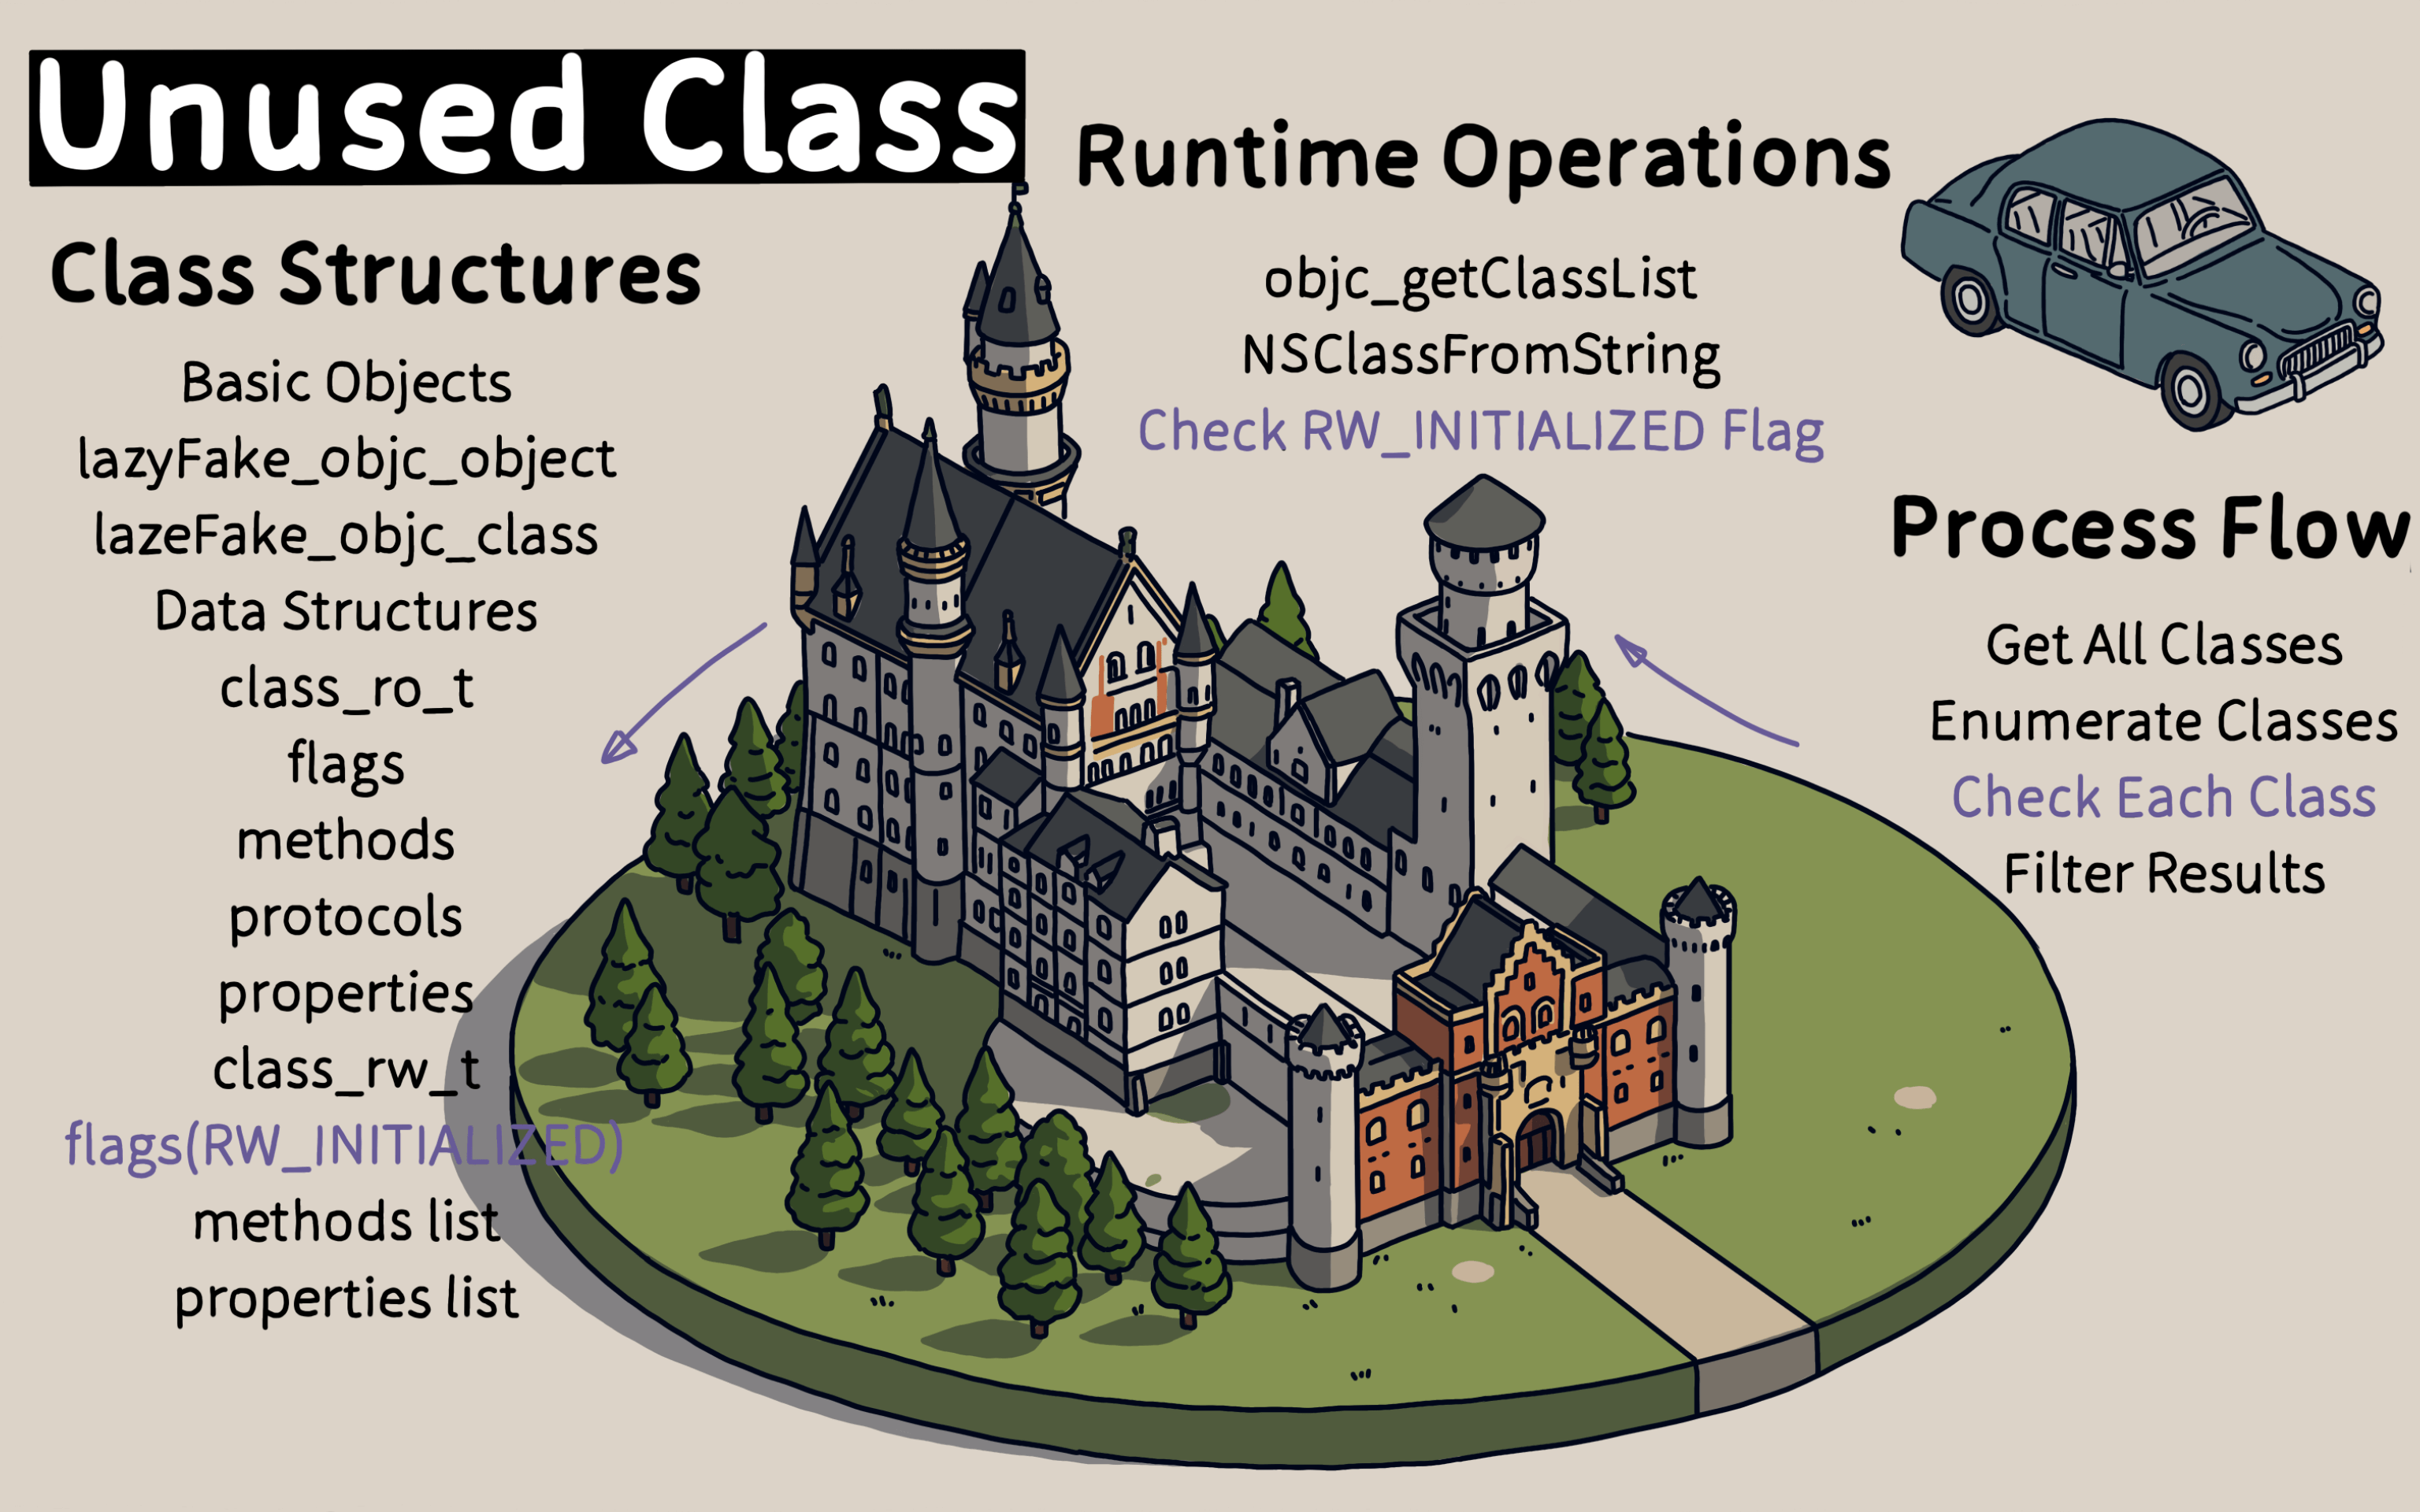 Unused Class
Class Structures
Basic Objects
lazyFake_objc_object
lazeFake_objc_class
Data Structures
class_ro_t
flags
methods
protocols
properties
class_rw_t
flags(RW_INITIALIZED)
methods list
properties list
Runtime Operations
objc_getClassList
NSClassFromString
Check RW_INITIALIZED Flag
Process Flow
Get All Classes
Enumerate Classes
Check Each Class
Filter Results